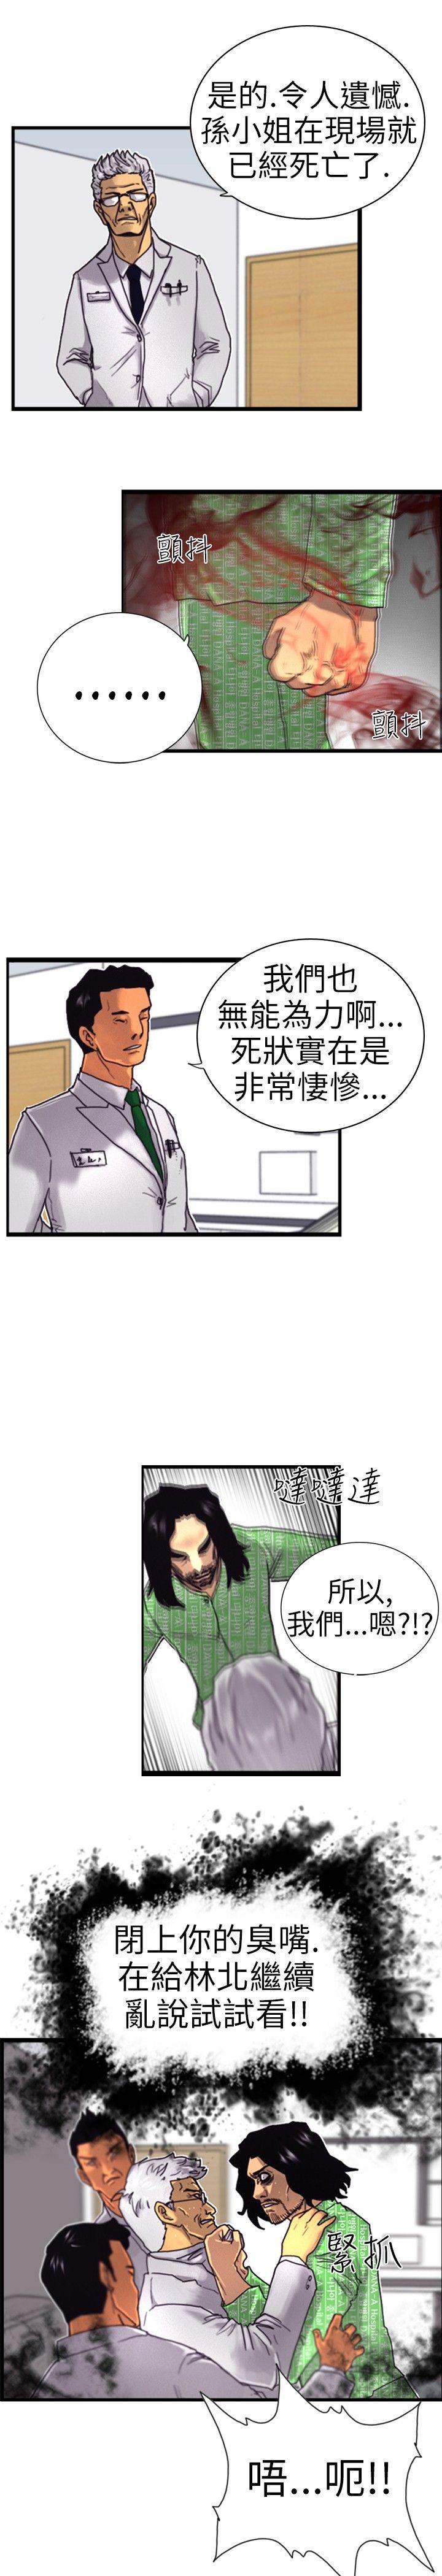 是的.令人遺憾.
孫小姐在現場就
已經死亡了.
顫抖
......
顫抖
我們也
無能為力啊...
死狀實在是
非常悽慘...
噠噠達
所以,
我們...嗯?!?
閉上你的臭嘴.
在給林北繼續
亂說試試看!!
緊抓
唔...呃!!